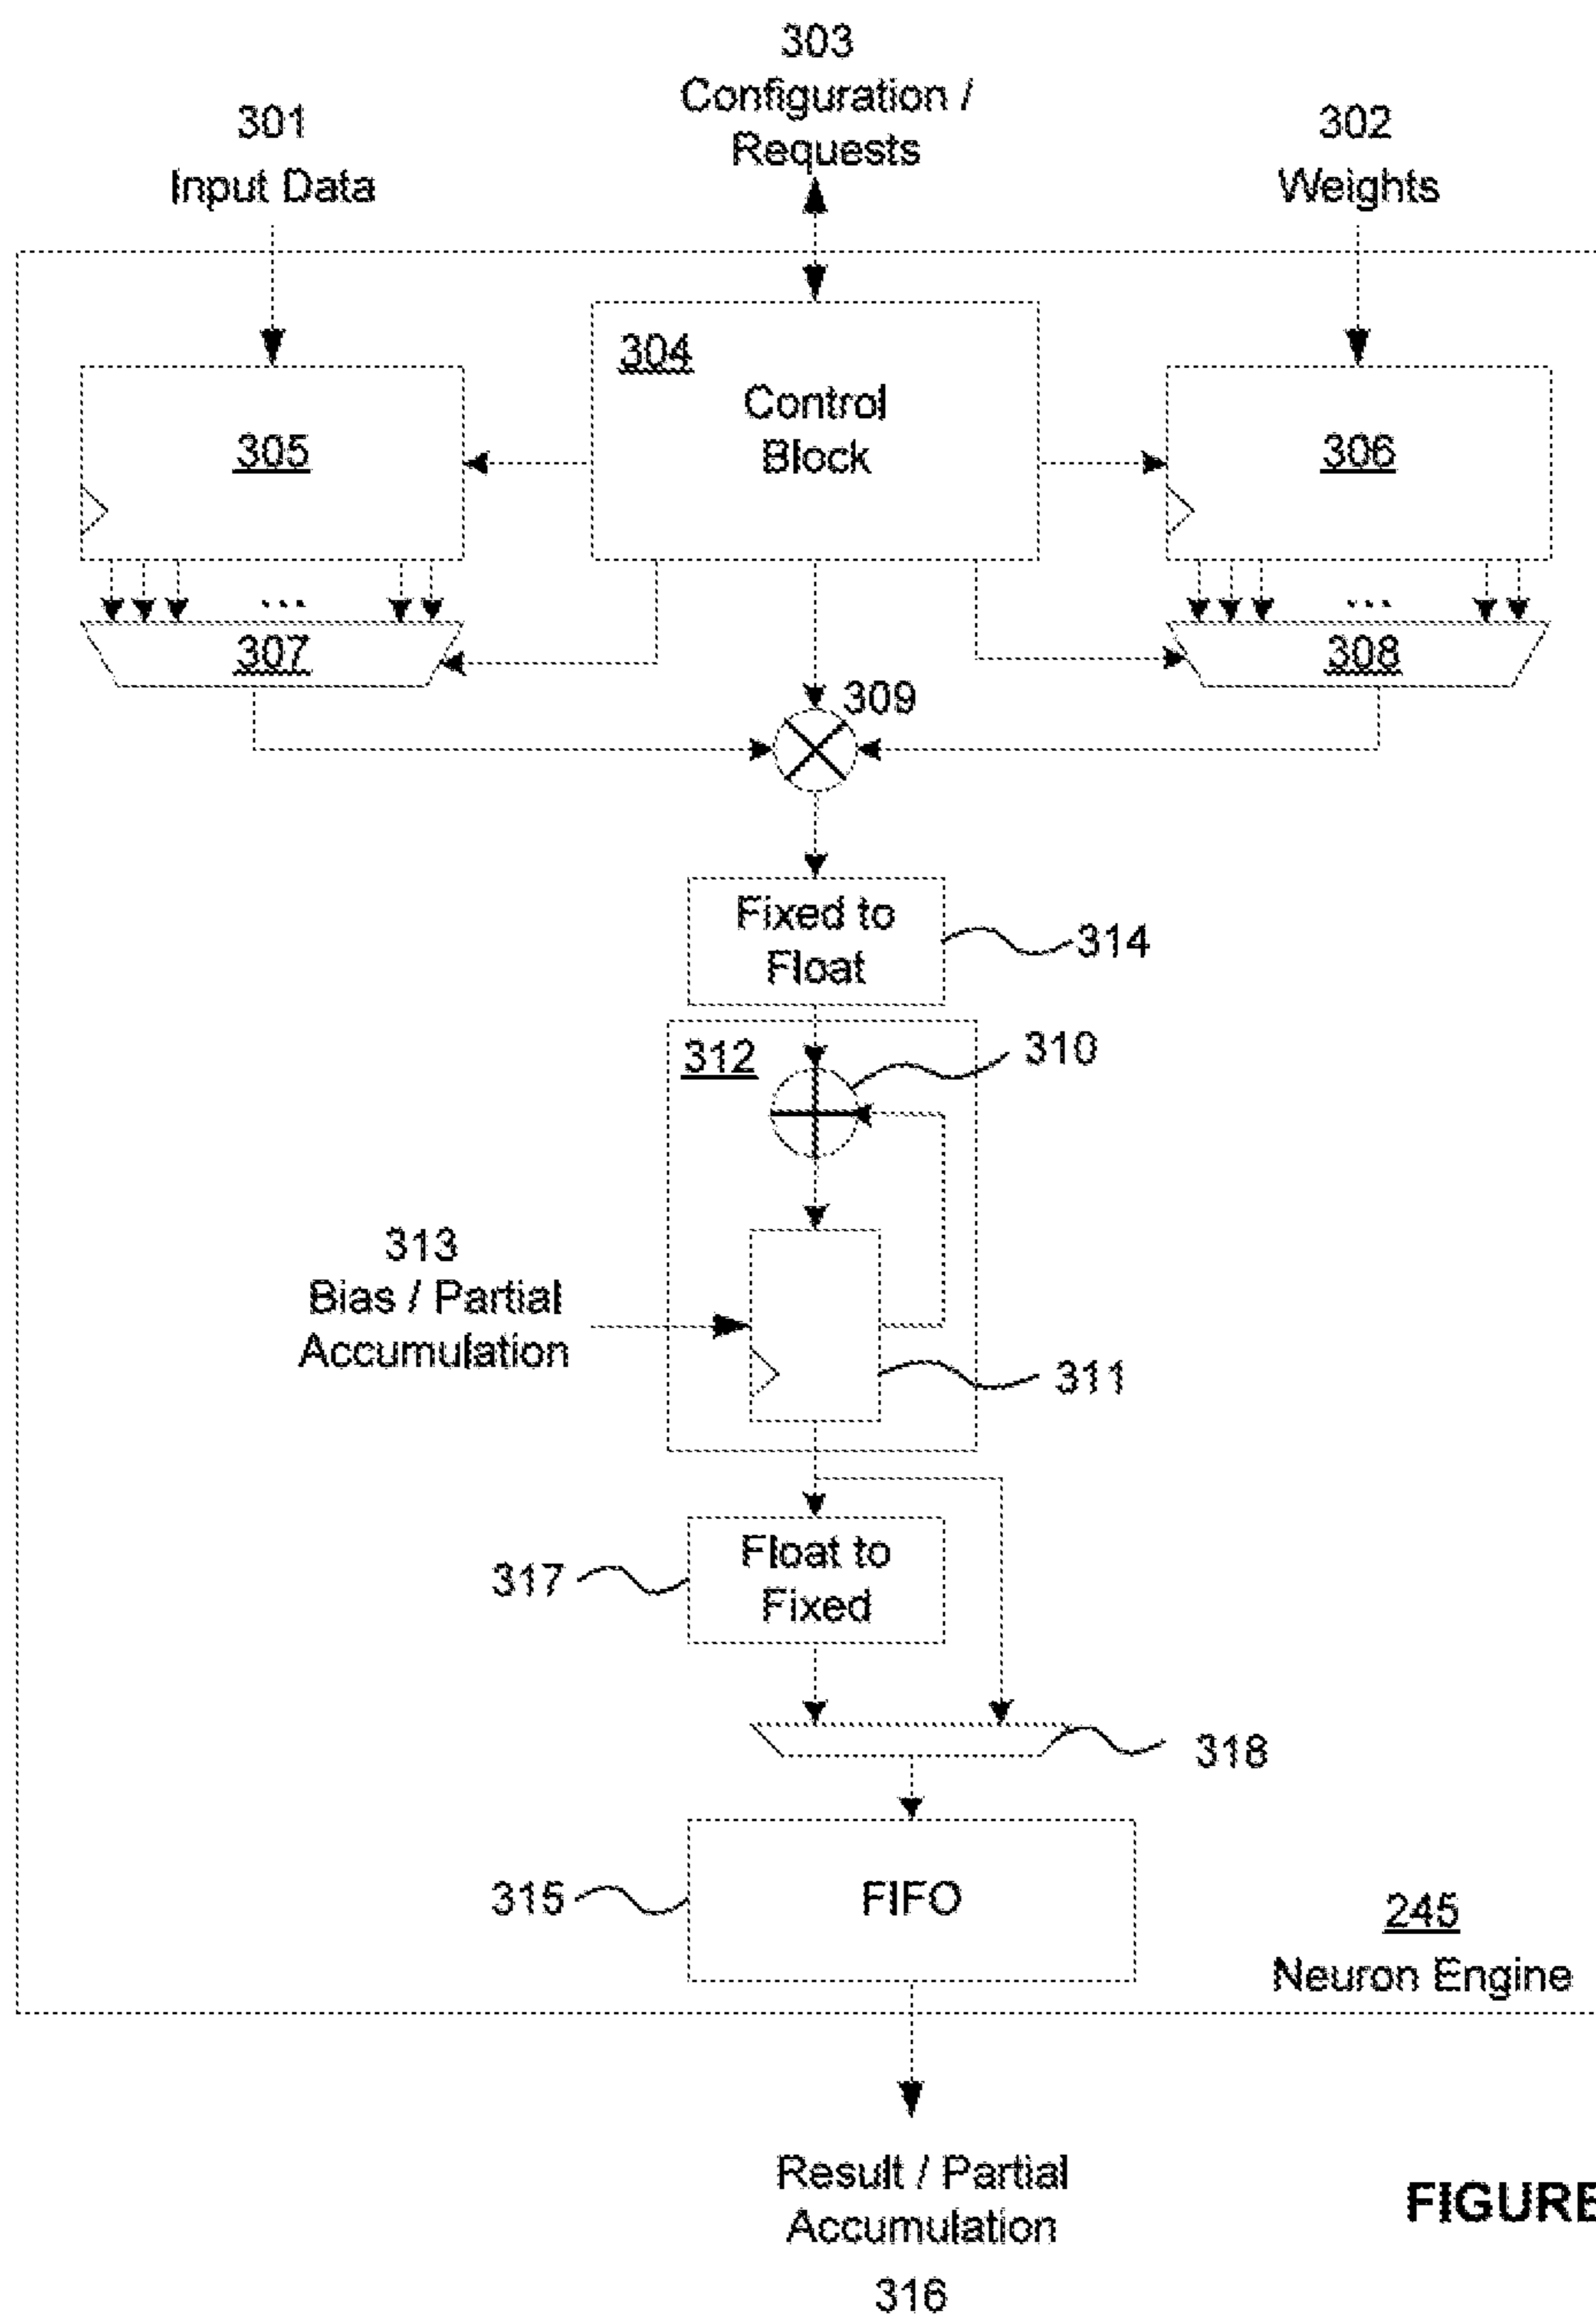 303
Configuration /
Requests
301
Input Data
302
Weights
304
Control
Block
305
306
...
...
307
308
309
Fixed to
Float
314
312
310
313
Bias / Partial
Accumulation
311
Float to
Fixed
317
318
315
FIFO
245
Neuron Engine
Result / Partial
Accumulation
316
FIGURE